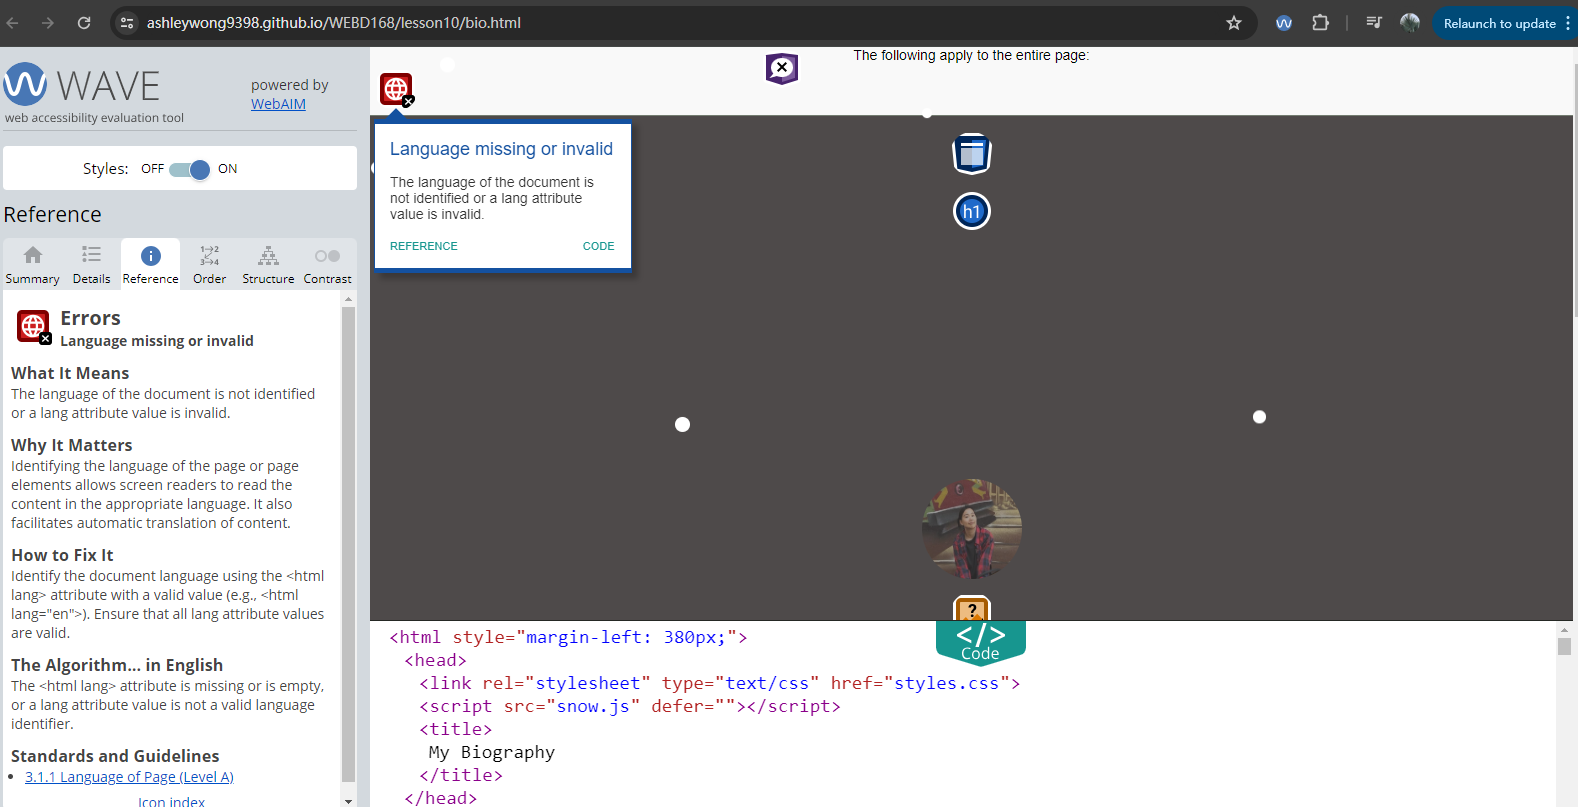 ashleywong9398.github.io/WEBD168/lesson10/bio.html
Relaunch to update
WAVE
powered by
WebAIM
web accessibility evaluation tool
Styles: OFF ON
Reference
Summary Details Reference Order Structure Contrast
Errors
Language missing or invalid
What It Means
The language of the document is not identified
or a lang attribute value is invalid.
Why It Matters
Identifying the language of the page or page
elements allows screen readers to read the
content in the appropriate language. It also
facilitates automatic translation of content.
How to Fix It
Identify the document language using the <html
lang> attribute with a valid value (e.g., <html
lang="en">). Ensure that all lang attribute values
are valid.
The Algorithm... in English
The <html lang> attribute is missing or is empty,
or a lang attribute value is not a valid language
identifier.
Standards and Guidelines
3.1.1 Language of Page (Level A)
Icon index
The following apply to the entire page:
Language missing or invalid
The language of the document is
not identified or a lang attribute
value is invalid.
REFERENCE CODE
h1
?
</>
Code
<html style="margin-left: 380px;">
<head>
<link rel="stylesheet" type="text/css" href="styles.css">
<script src="snow.js" defer=""></script>
<title>
My Biography
</title>
</head>